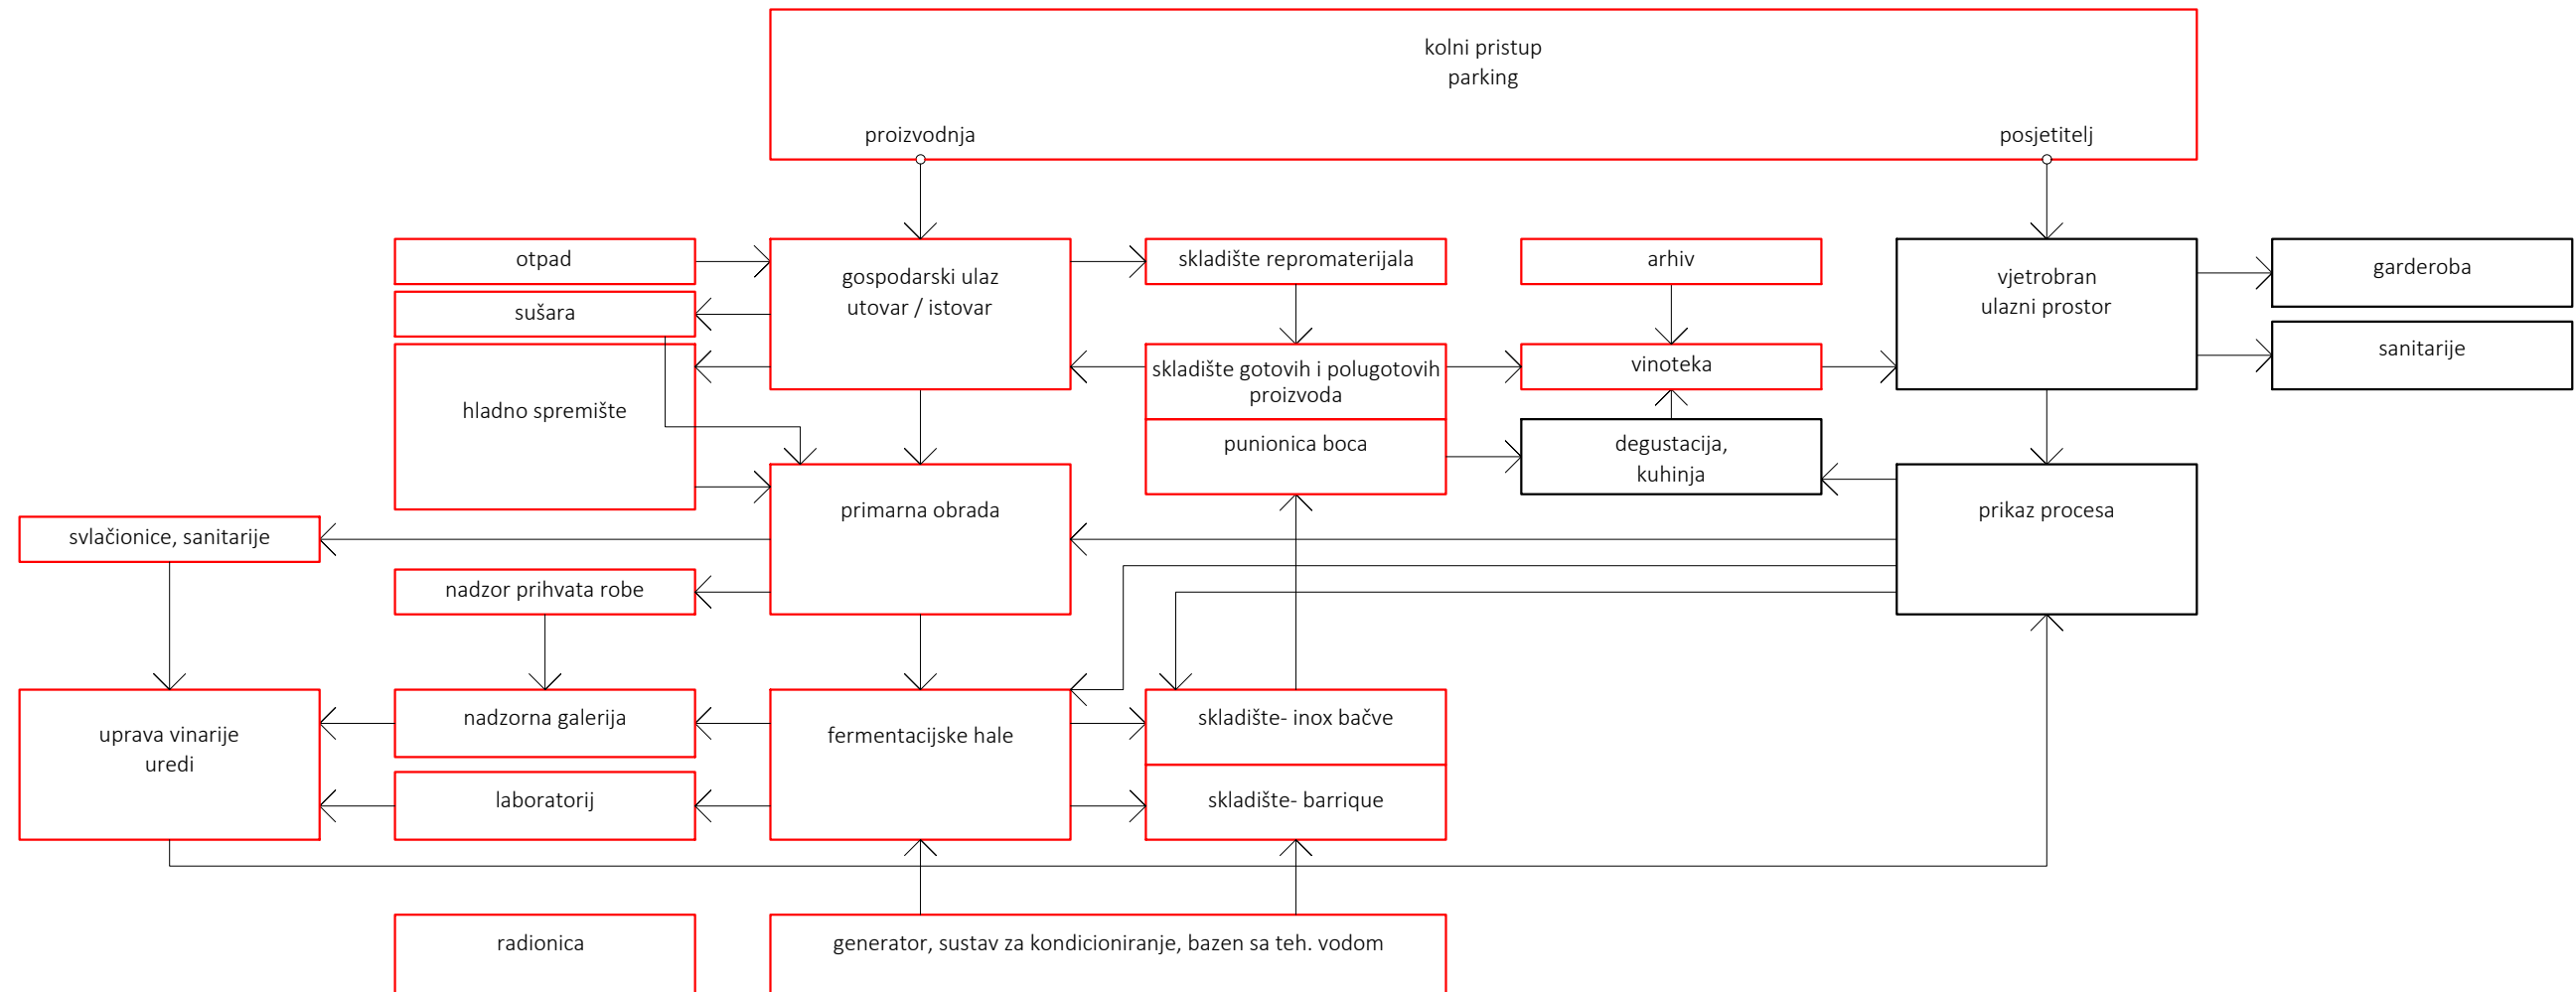 kolni pristup
parking
proizvodnja
posjetitelj
otpad
gospodarski ulaz
utovar / istovar
skladište repromaterijala
arhiv
vjetrobran
ulazni prostor
garderoba
sušara
sanitarije
hladno spremište
skladište gotovih i polugotovih
proizvoda
vinoteka
punionica boca
degustacija,
kuhinja
primarna obrada
prikaz procesa
svlačionice, sanitarije
nadzor prihvata robe
uprava vinarije
uredi
nadzorna galerija
fermentacijske hale
skladište- inox bačve
laboratorij
skladište- barrique
radionica
generator, sustav za kondicioniranje, bazen sa teh. vodom